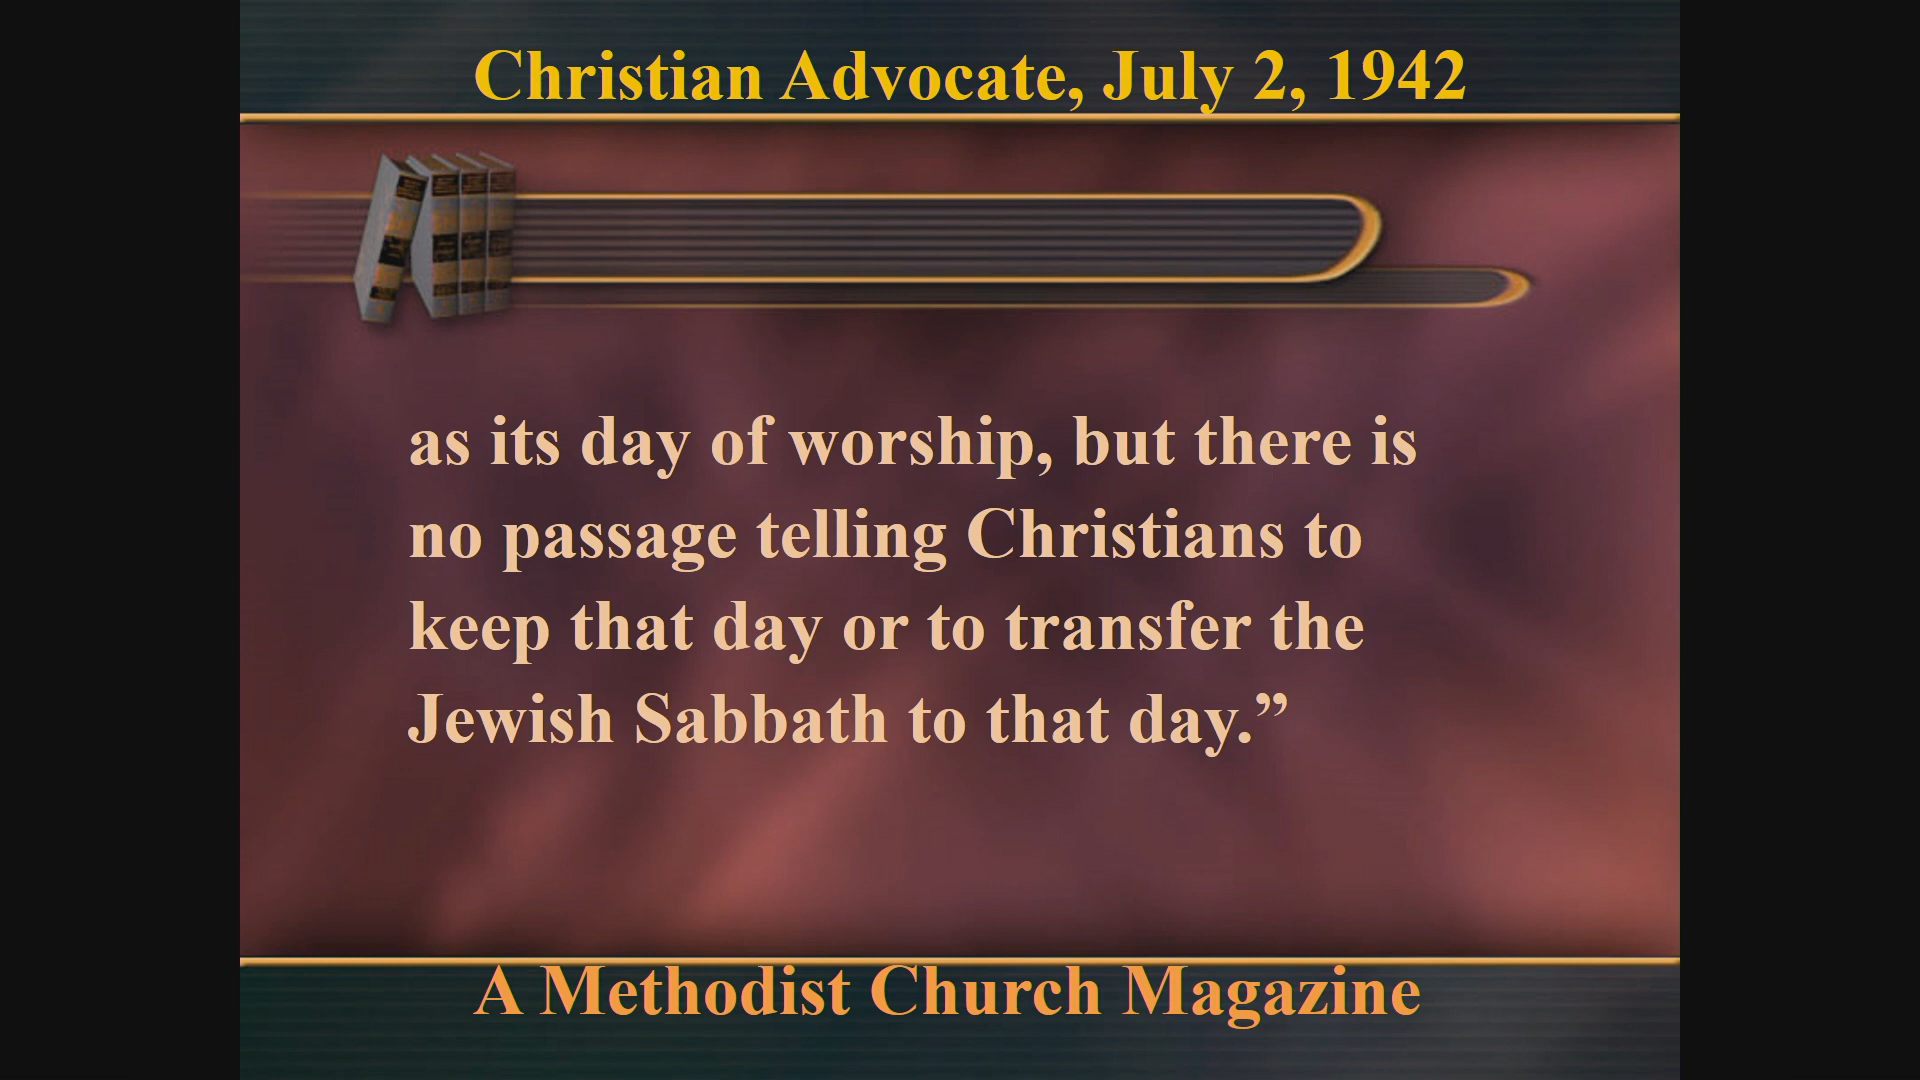 Christian Advocate, July 2, 1942
as its day of worship, but there is
no passage telling Christians to
keep that day or to transfer the
Jewish Sabbath to that day.”
A Methodist Church Magazine